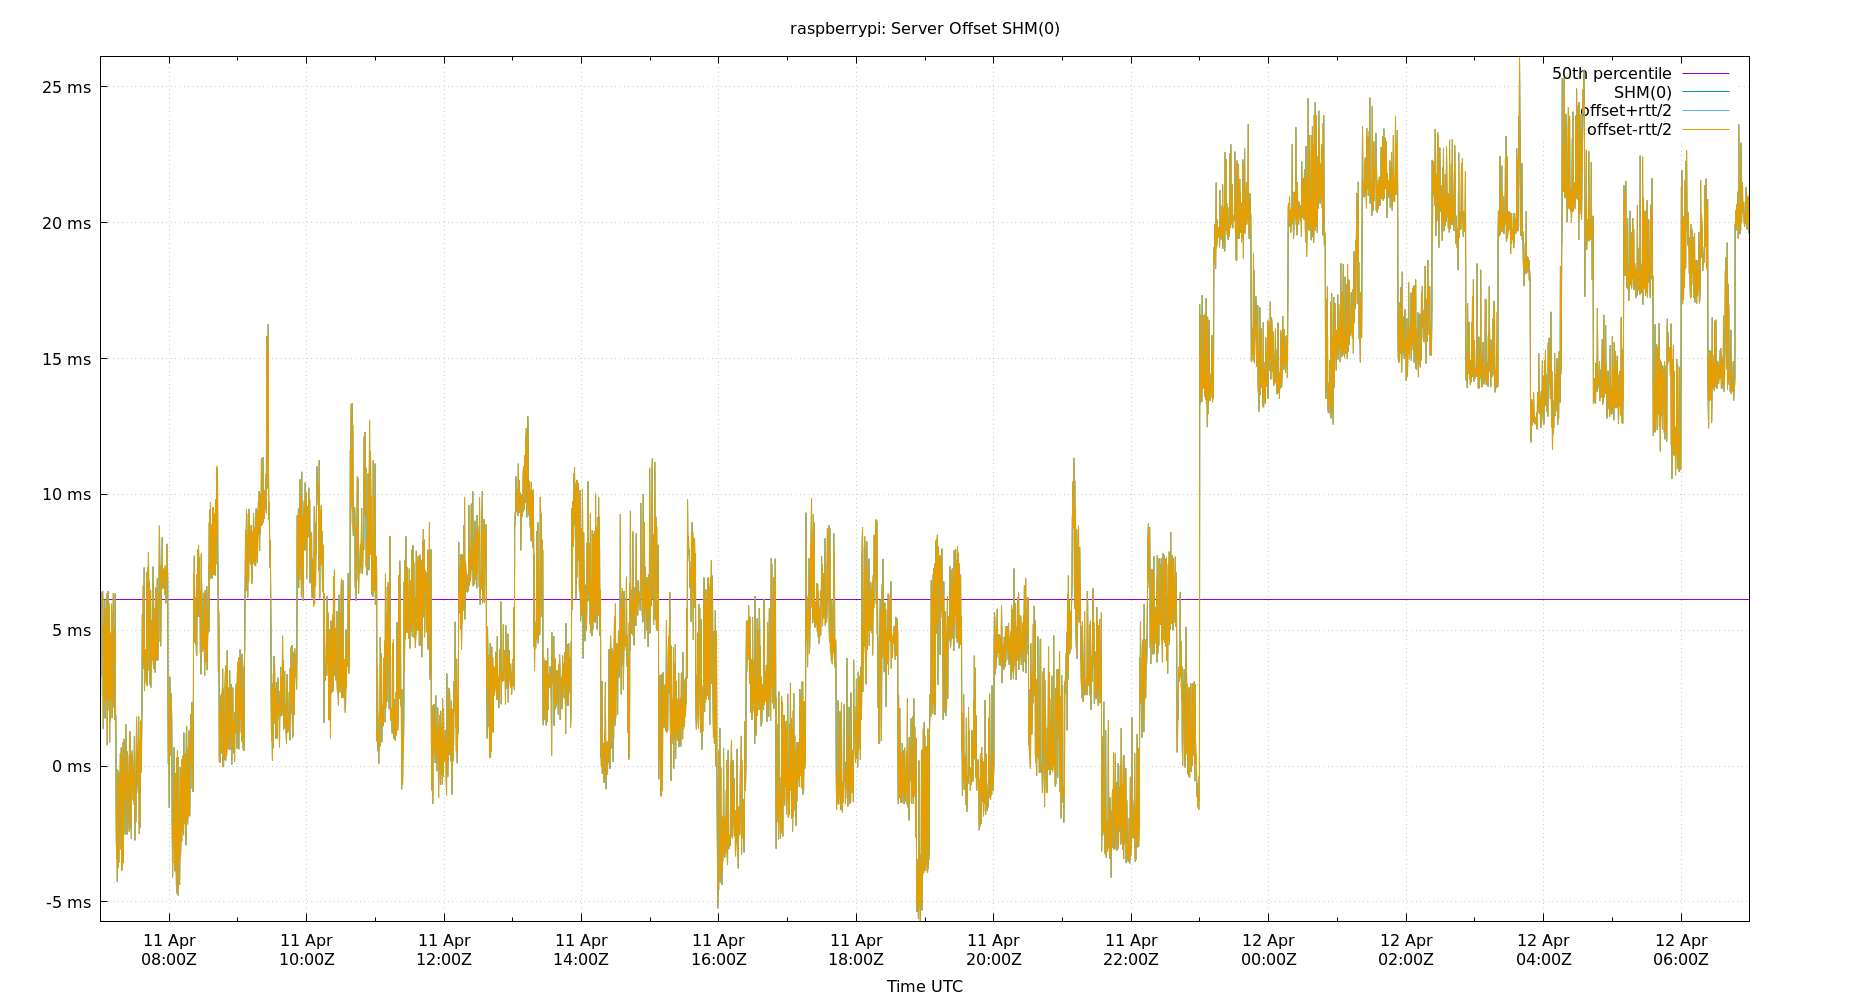 raspberrypi: Server Offset SHM(0)
50th percentile
SHM(0)
offset+rtt/2
offset-rtt/2
25 ms
20 ms
15 ms
10 ms
5 ms
0 ms
-5 ms
11 Apr 11 Apr 11 Apr 11 Apr 11 Apr 11 Apr 11 Apr 11 Apr 12 Apr 12 Apr 12 Apr 12 Apr
08:00Z 10:00Z 12:00Z 14:00Z 16:00Z 18:00Z 20:00Z 22:00Z 00:00Z 02:00Z 04:00Z 06:00Z
Time UTC